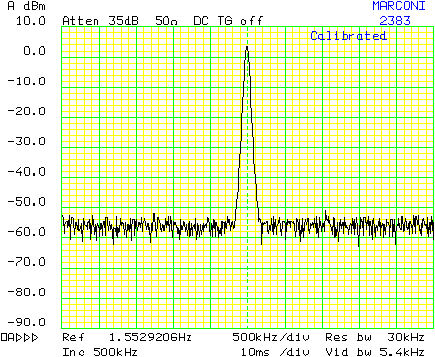 A dBm MARCONI
10.0 Atten 35dB 50Ω DC TG off 2383
Calibrated
0.0
-10.0
-20.0
-30.0
-40.0
-50.0
-60.0
-70.0
-80.0
-90.0
A Ref 1.552920GHz 500kHz/div Res bw 30kHz
Inc 500kHz 10ms /div Vid bw 5.4kHz